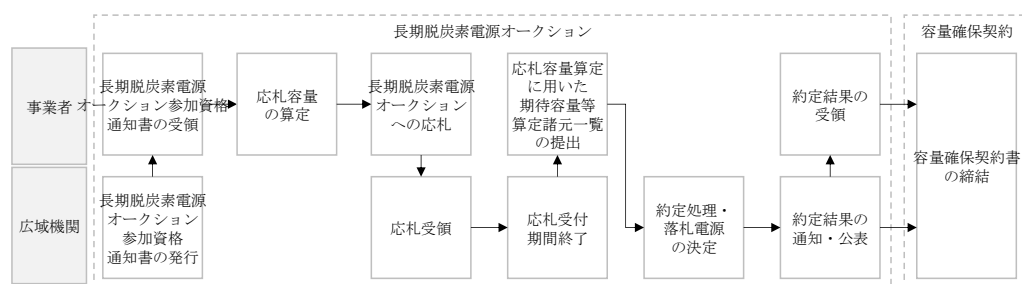 長期脱炭素電源オークション
容量確保契約
事業者
長期脱炭素電源
オークション参加資格
通知書の受領
応札容量
の算定
長期脱炭素電源
オークション
への応札
応札容量算定
に用いた
期待容量等
算定諸元一覧
の提出
約定結果の
受領
容量確保契約書
の締結
広域機関
長期脱炭素電源
オークション
参加資格
通知書の発行
応札受領
応札受付
期間終了
約定処理・
落札電源
の決定
約定結果の
通知・公表